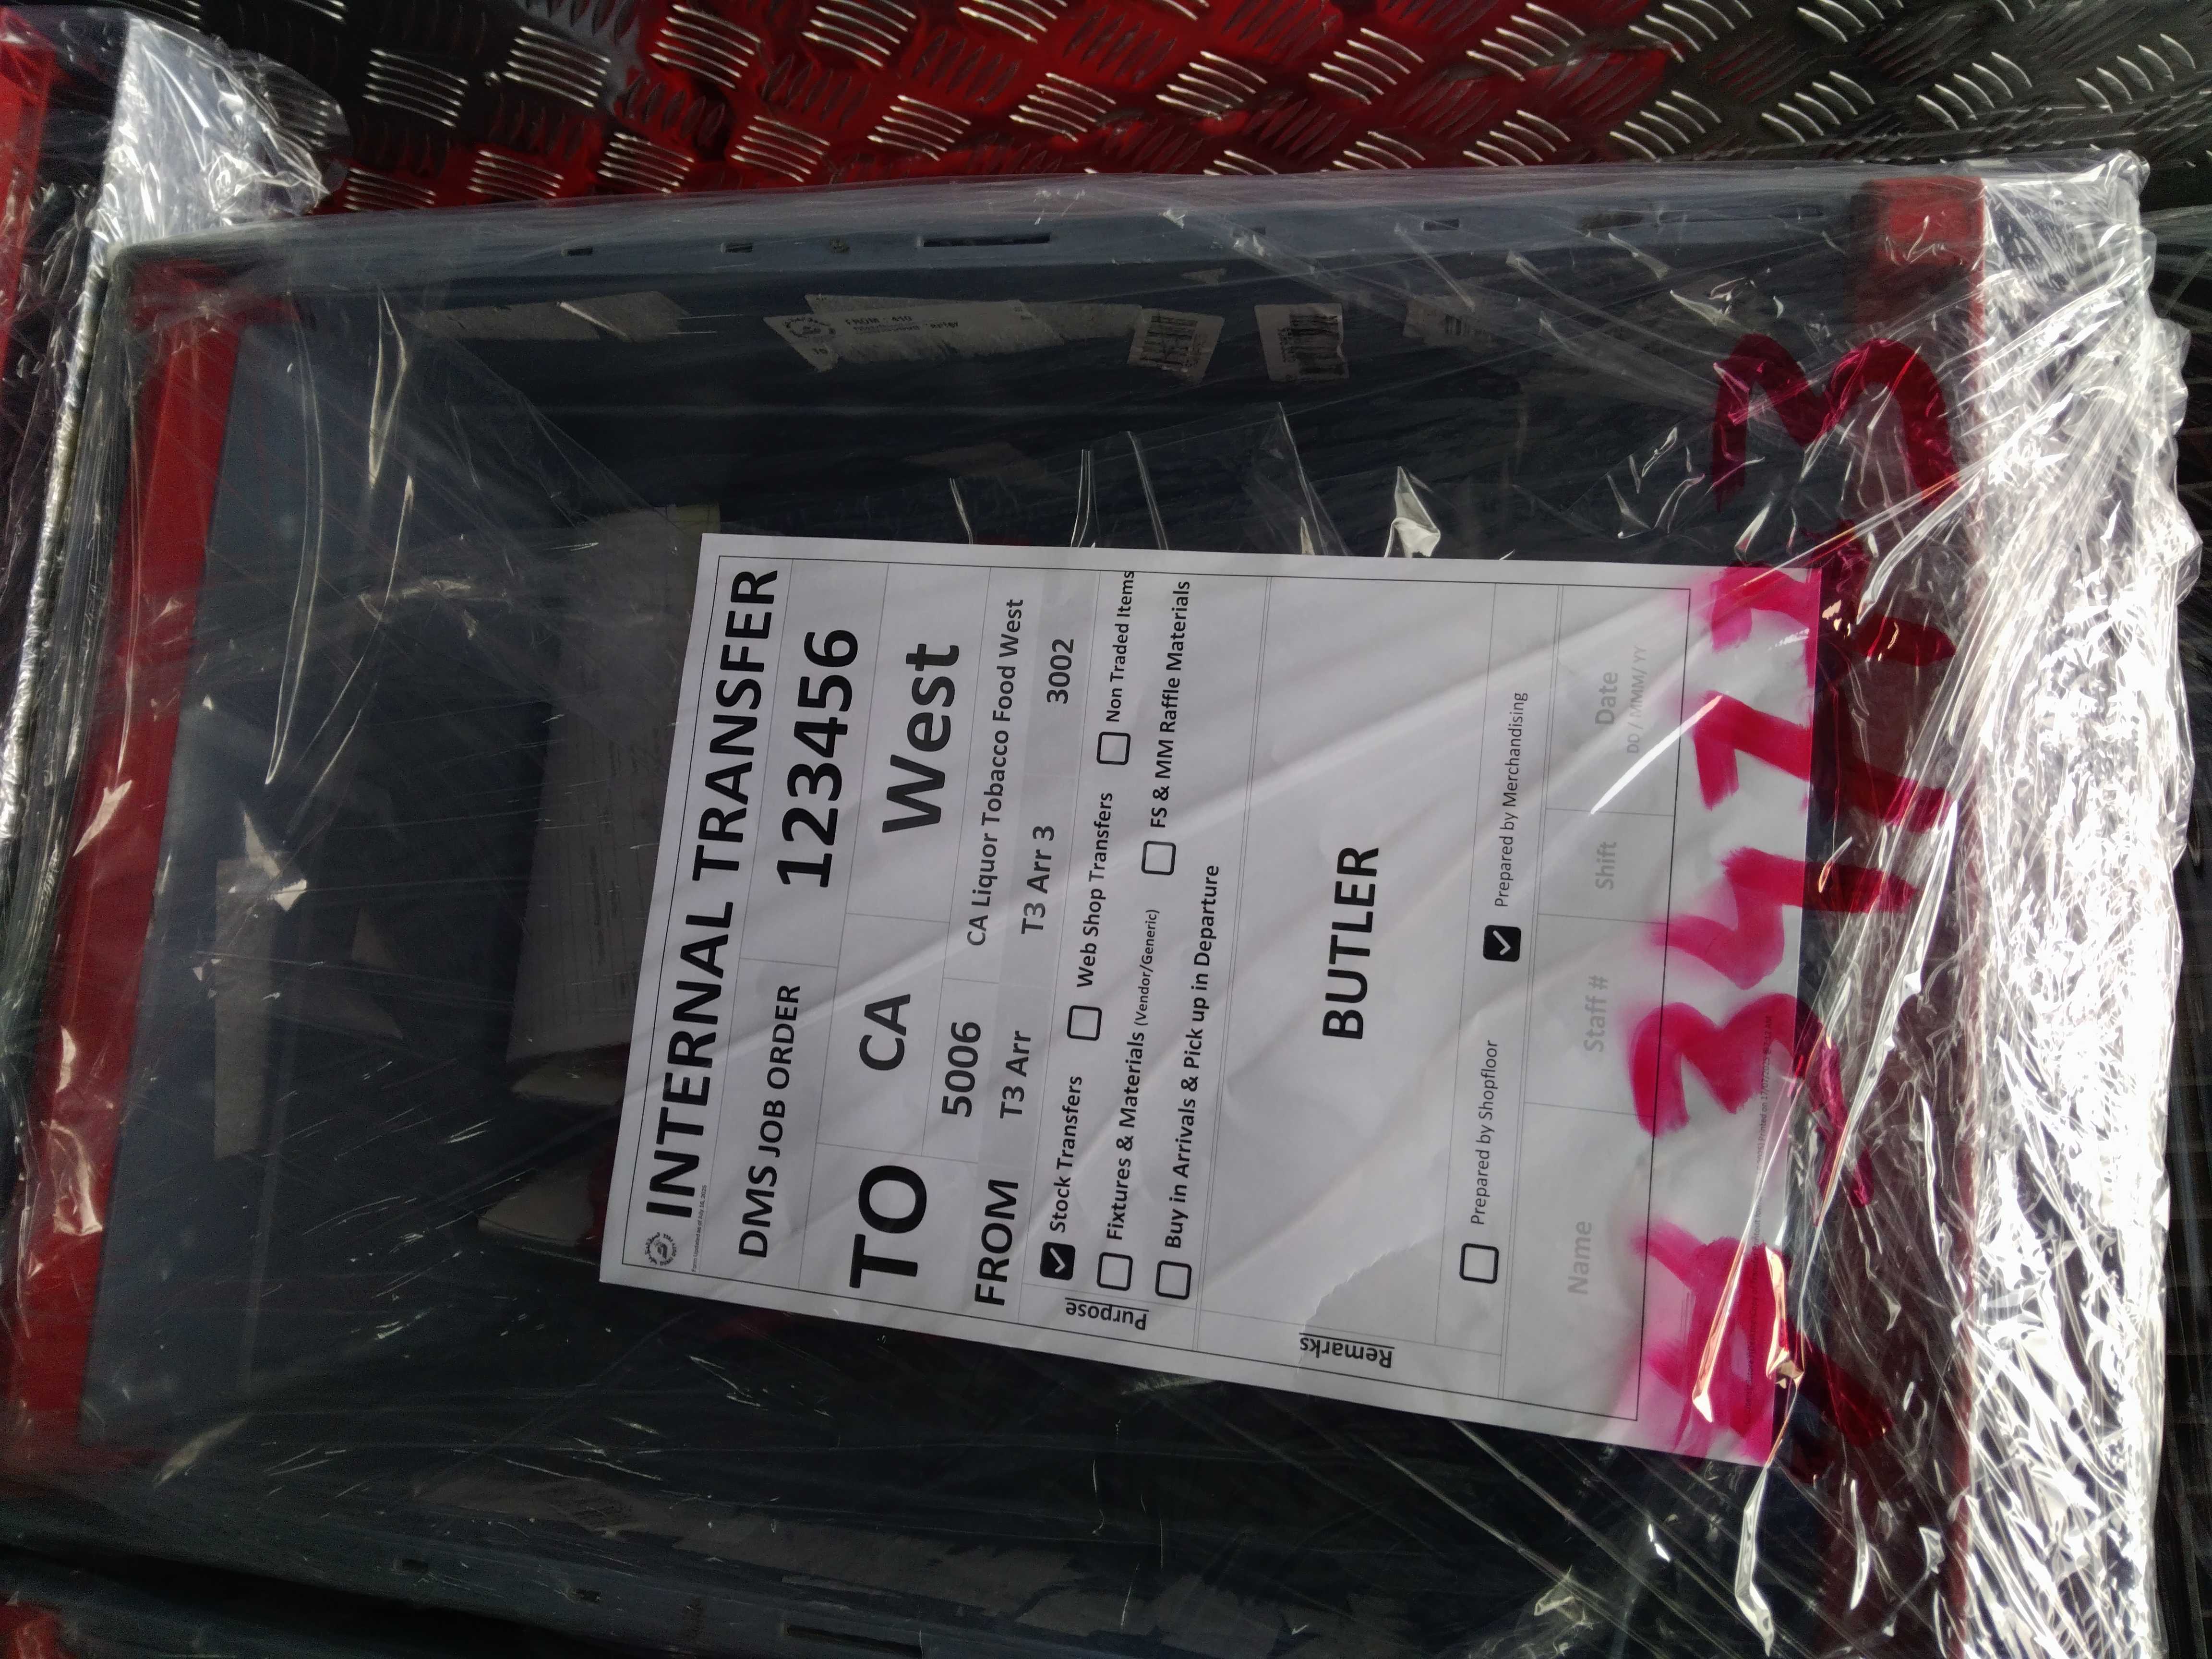 INTERNAL TRANSFER
DMS JOB ORDER 123456
TO CA West
5006 CA Liquor Tobacco Food West
FROM T3 Arr T3 Arr 3 3002
Purpose
Stock Transfers Web Shop Transfers Non Traded Items
Fixtures & Materials (Vendor/Generic) FS & MM Raffle Materials
Buy in Arrivals & Pick up in Departure
Remarks
BUTLER
Prepared by Shopfloor Prepared by Merchandising
Name Staff # Shift Date
DD / MMM/ YY